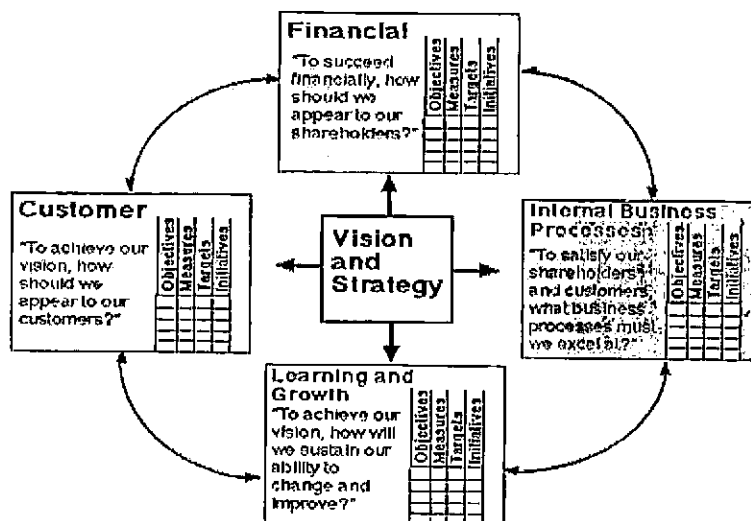 Financial
"To succeed
financially, how
should we
appear to our
shareholders?"
Objectives
Measures
Targets
Initiatives
Customer
"To achieve our
vision, how
should we
appear to our
customers?"
Objectives
Measures
Targets
Initiatives
Vision
and
Strategy
Internal Business
Processes
"To satisfy our
shareholders
and customers
what business
processes must
we excel at?"
Objectives
Measures
Targets
Initiatives
Learning and
Growth
"To achieve our
vision, how will
we sustain our
ability to
change and
improve?"
Objectives
Measures
Targets
Initiatives